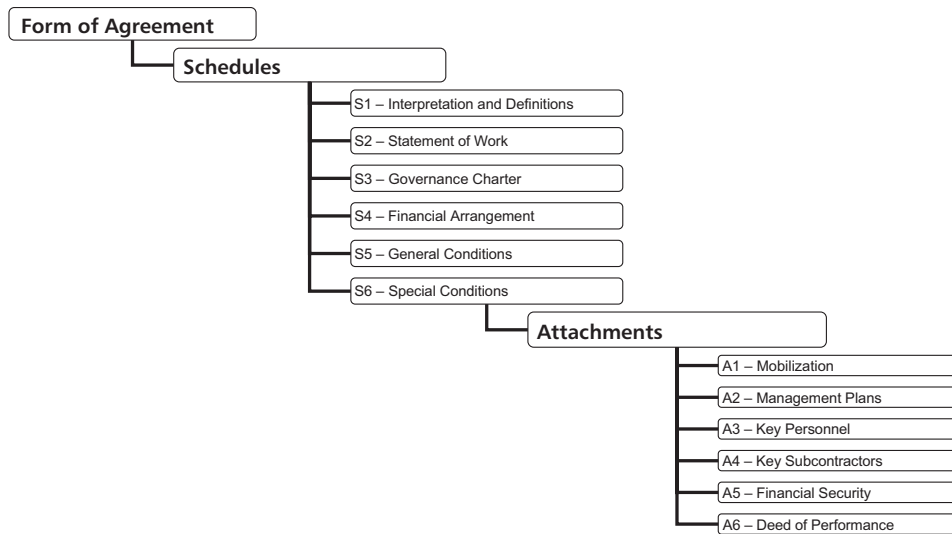 Form of Agreement
Schedules
S1 – Interpretation and Definitions
S2 – Statement of Work
S3 – Governance Charter
S4 – Financial Arrangement
S5 – General Conditions
S6 – Special Conditions
Attachments
A1 – Mobilization
A2 – Management Plans
A3 – Key Personnel
A4 – Key Subcontractors
A5 – Financial Security
A6 – Deed of Performance